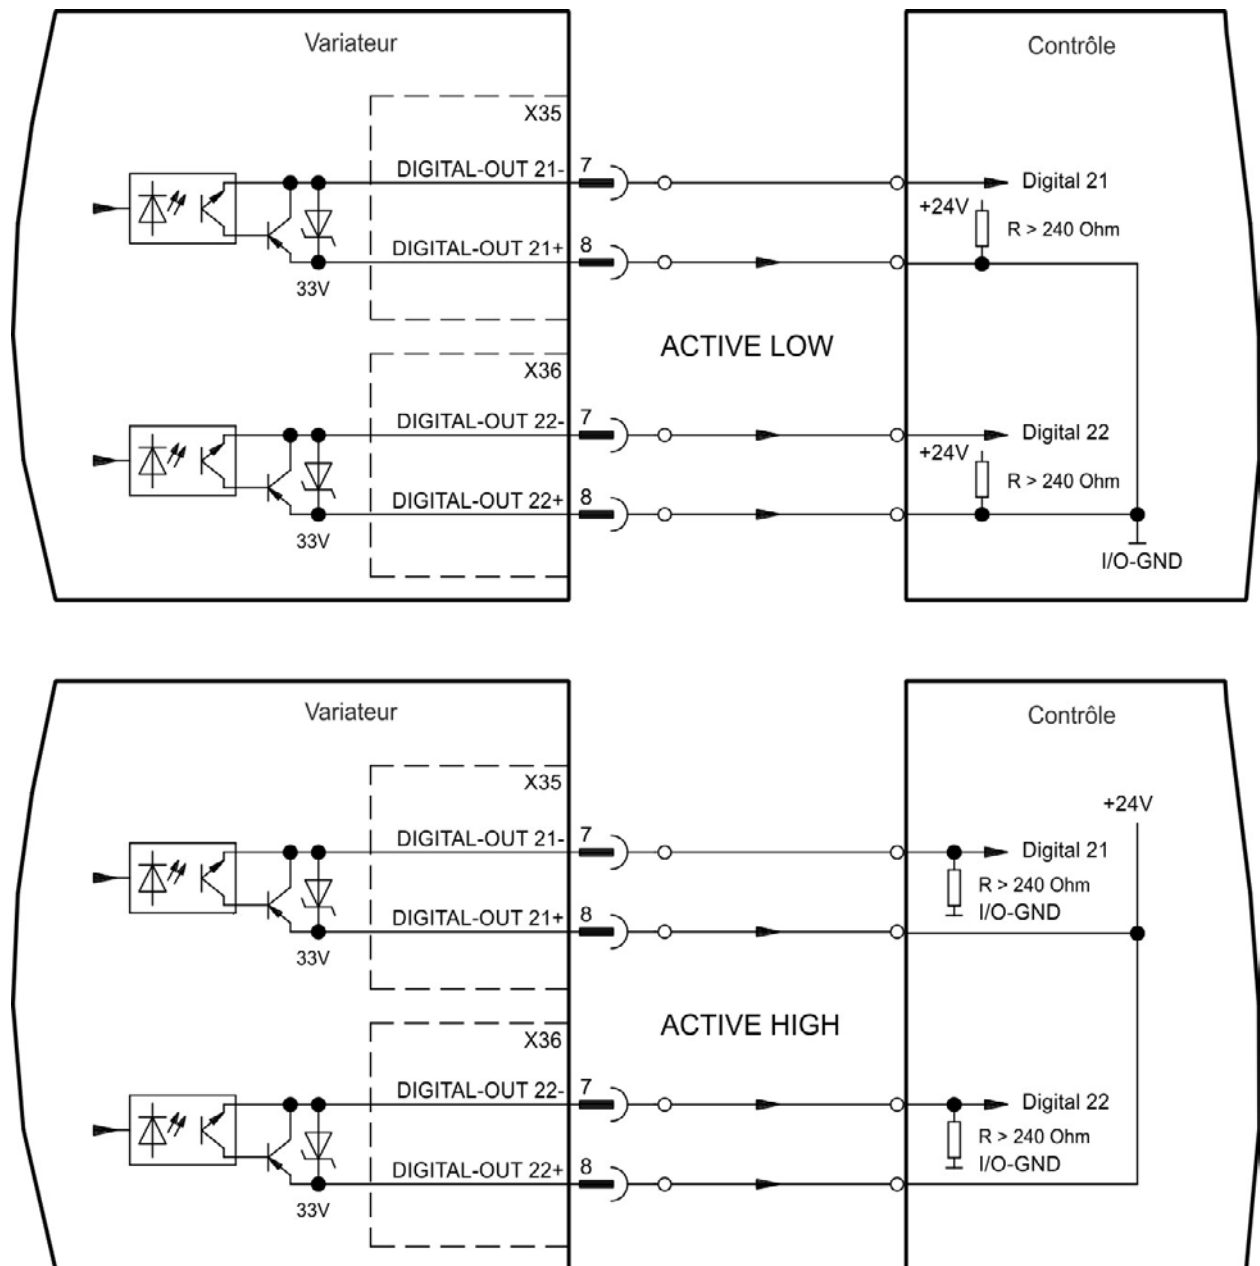 Variateur
Contrôle
X35
DIGITAL-OUT 21-
7
Digital 21
+24V
R > 240 Ohm
DIGITAL-OUT 21+
8
33V
ACTIVE LOW
X36
DIGITAL-OUT 22-
7
Digital 22
+24V
R > 240 Ohm
DIGITAL-OUT 22+
8
33V
I/O-GND
Variateur
Contrôle
X35
+24V
DIGITAL-OUT 21-
7
Digital 21
R > 240 Ohm
I/O-GND
DIGITAL-OUT 21+
8
33V
ACTIVE HIGH
X36
DIGITAL-OUT 22-
7
Digital 22
R > 240 Ohm
I/O-GND
DIGITAL-OUT 22+
8
33V